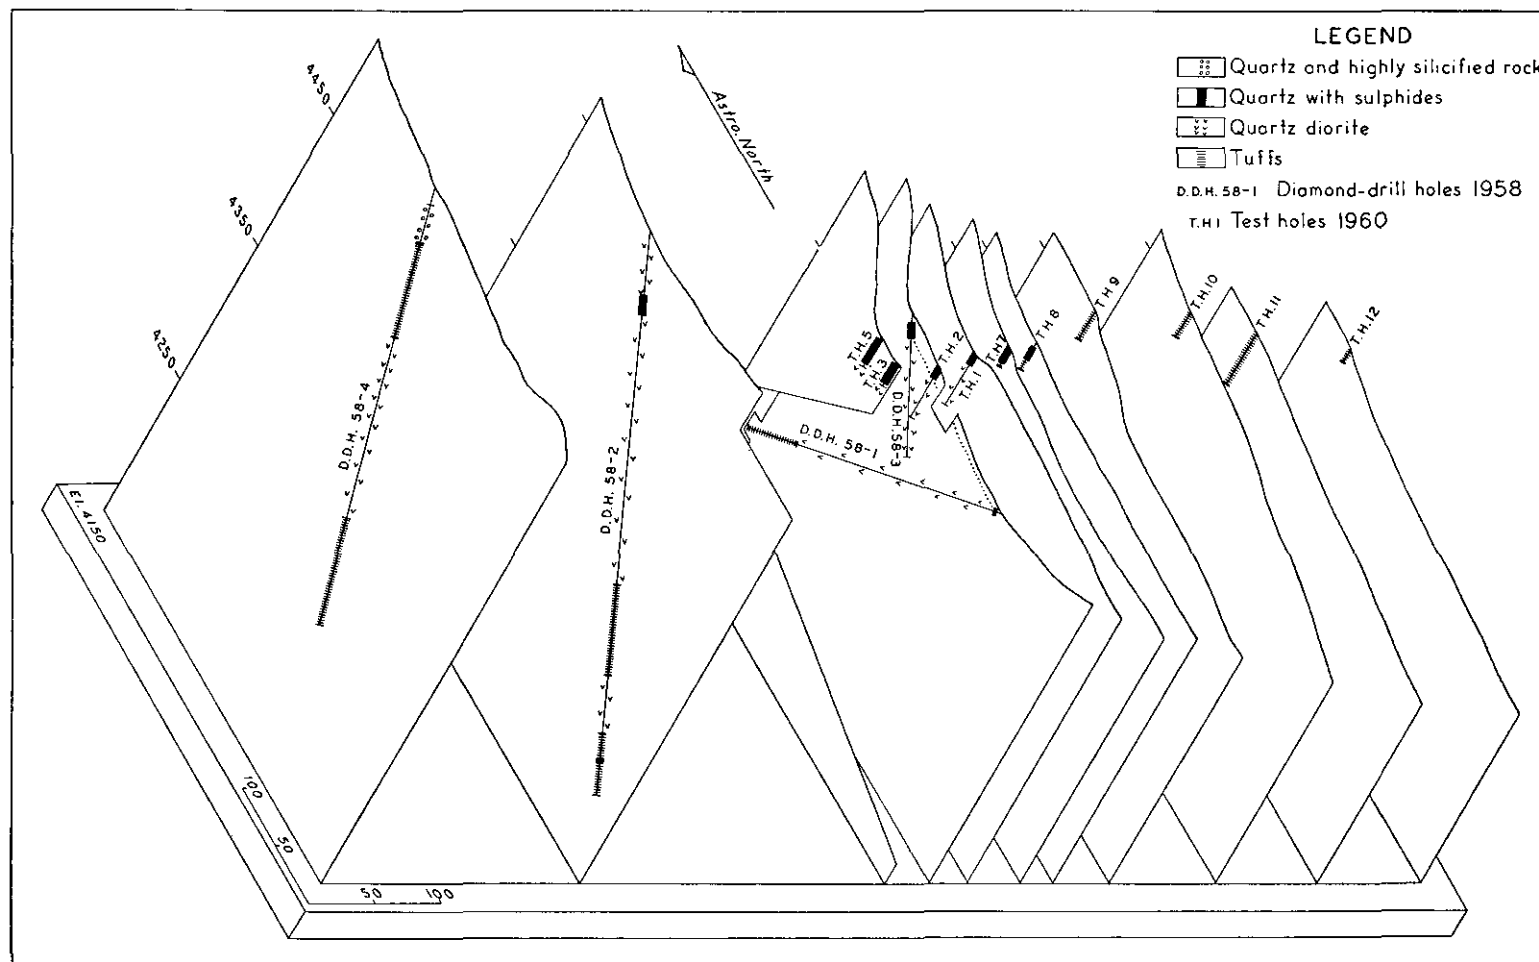 LEGEND
Quartz and highly silicified rock
Quartz with sulphides
Quartz diorite
Tuffs
D.D.H. 58-1 Diamond-drill holes 1958
T.H.1 Test holes 1960
Astro. North
4450
4350
4250
El. 4150
100
50
50
100
D.D.H. 58-4
D.D.H. 58-2
D.D.H. 58-1
D.D.H. 58-3
T.H.5
T.H.3
T.H.2
T.H.1
T.H.7
T.H 8
T.H 9
T.H.10
T.H.11
T.H.12